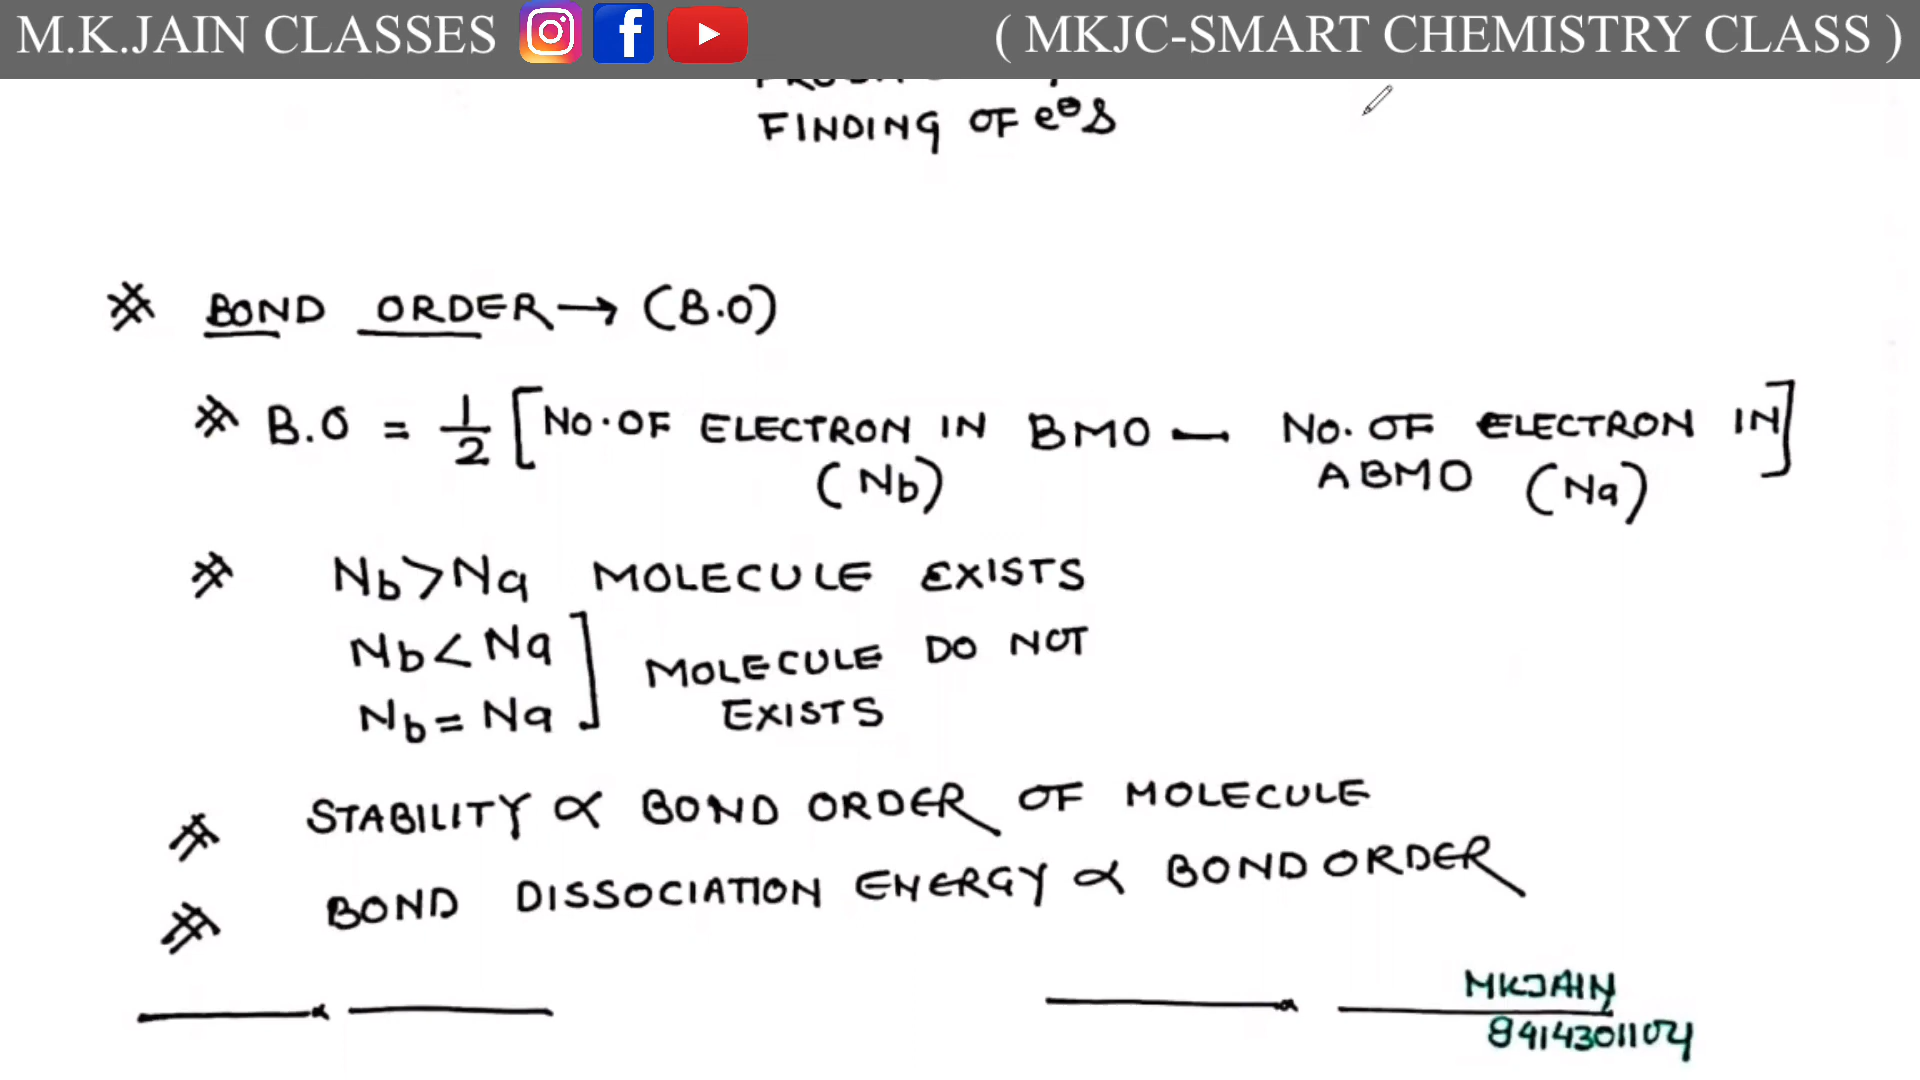 M.K.JAIN CLASSES ( MKJC-SMART CHEMISTRY CLASS )
FINDING OF e⊖S
BOND ORDER → (B.O)
B.O = 1/2 [NO. OF ELECTRON IN BMO — NO. OF ELECTRON IN]
(Nb) ABMO (Na)
Nb > Na MOLECULE EXISTS
Nb < Na ] MOLECULE DO NOT
Nb = Na EXISTS
STABILITY ∝ BOND ORDER OF MOLECULE
BOND DISSOCIATION ENERGY ∝ BOND ORDER
MKJAIN
9414301104